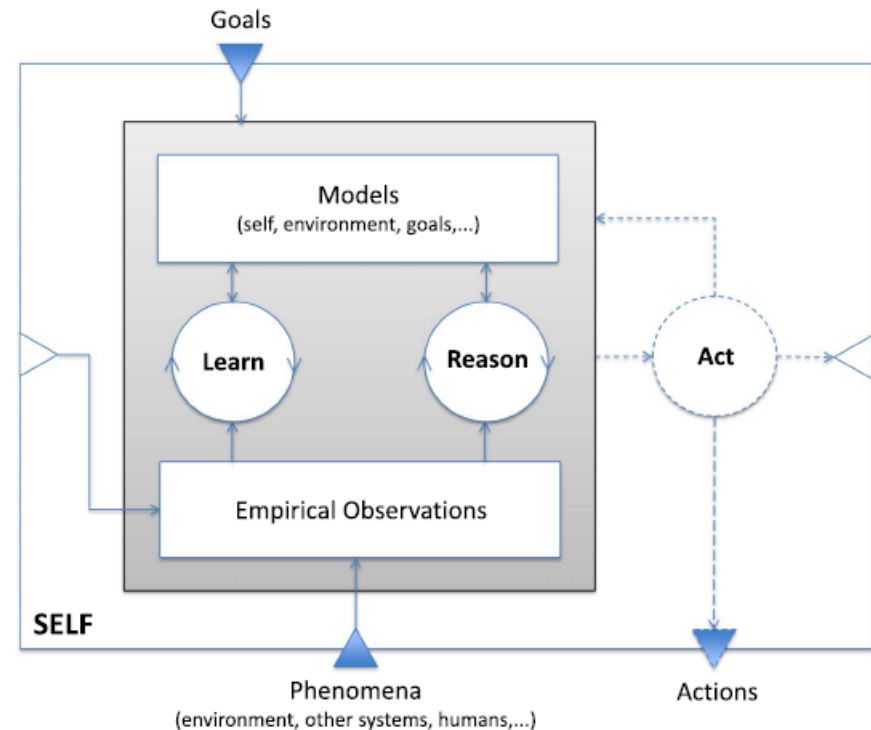 Goals
Models
(self, environment, goals,...)
Learn
Reason
Act
Empirical Observations
SELF
Phenomena
(environment, other systems, humans,...)
Actions